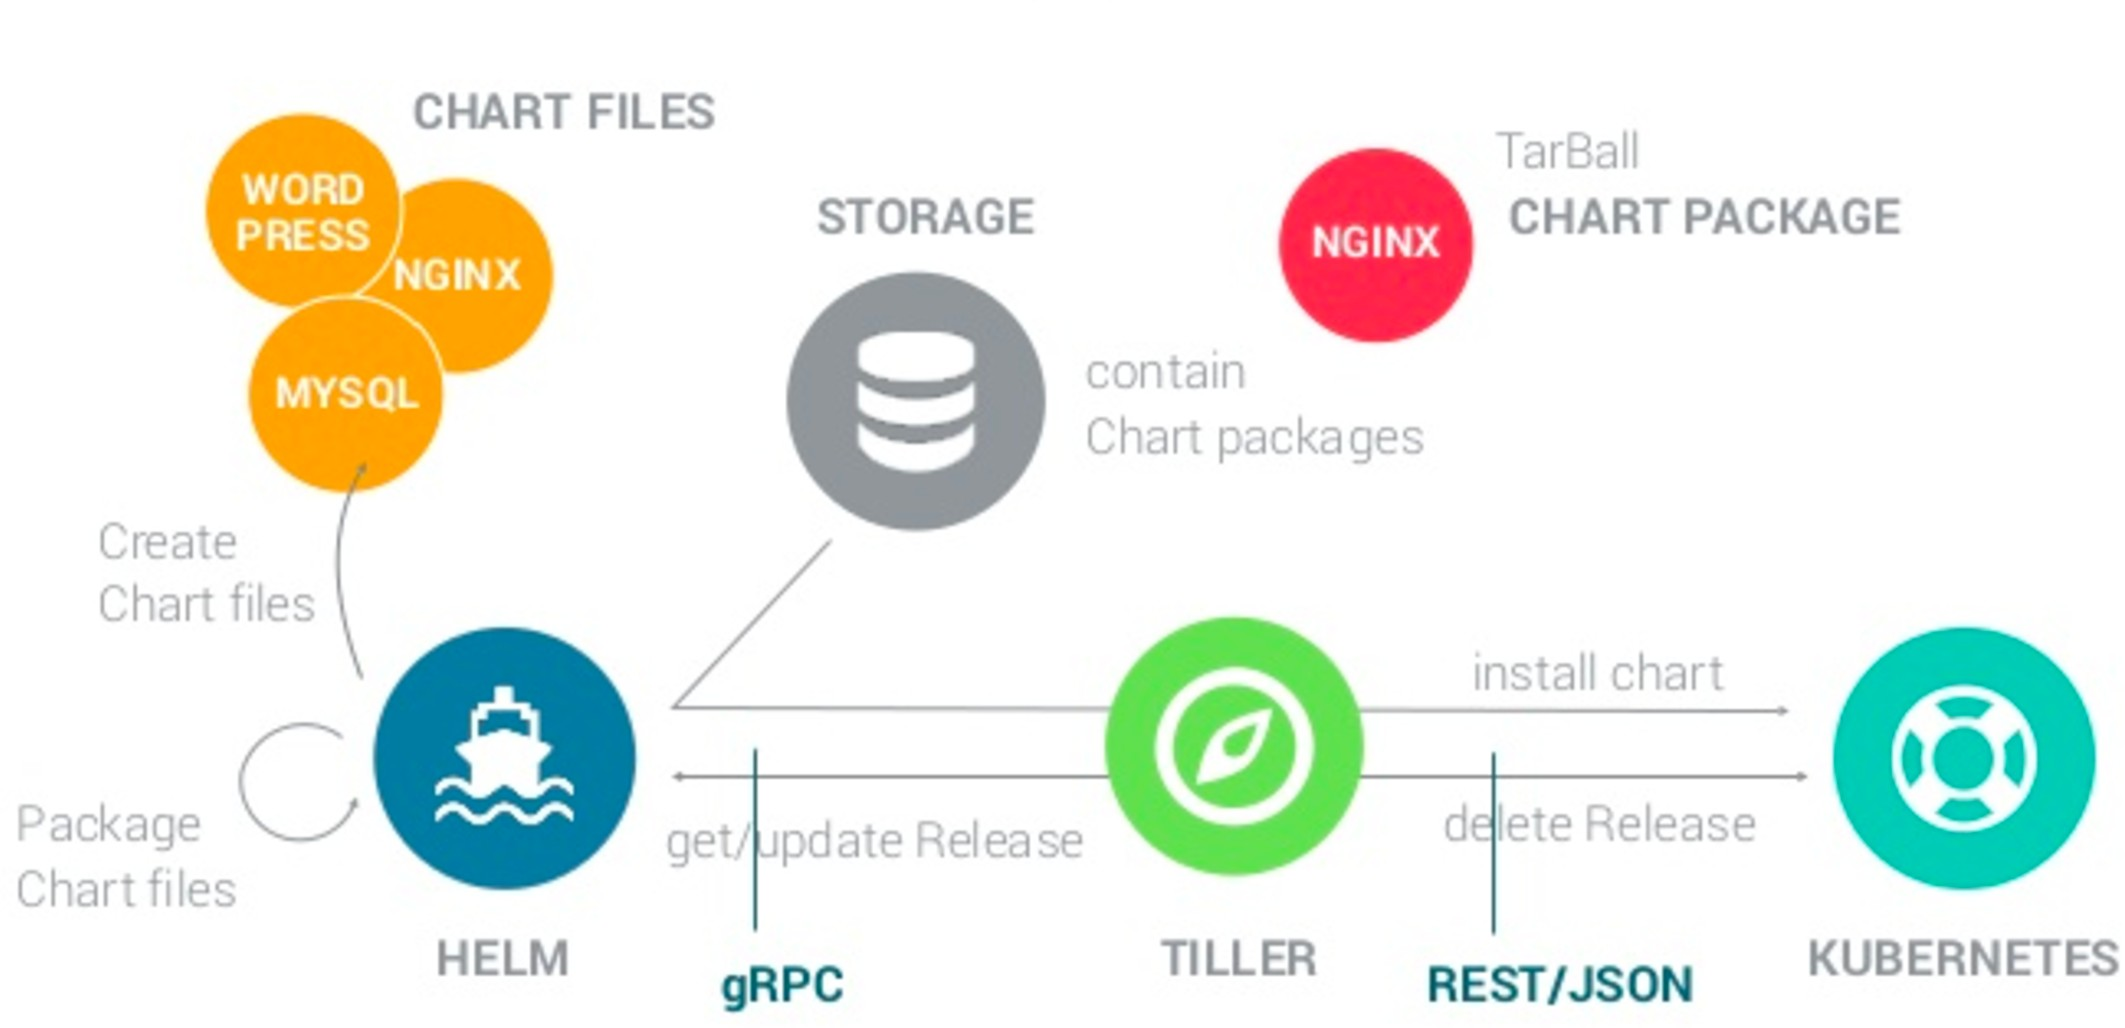 CHART FILES
WORD
PRESS
NGINX
MYSQL
STORAGE
contain
Chart packages
NGINX
TarBall
CHART PACKAGE
Create
Chart files
Package
Chart files
install chart
get/update Release
delete Release
HELM
gRPC
TILLER
REST/JSON
KUBERNETES